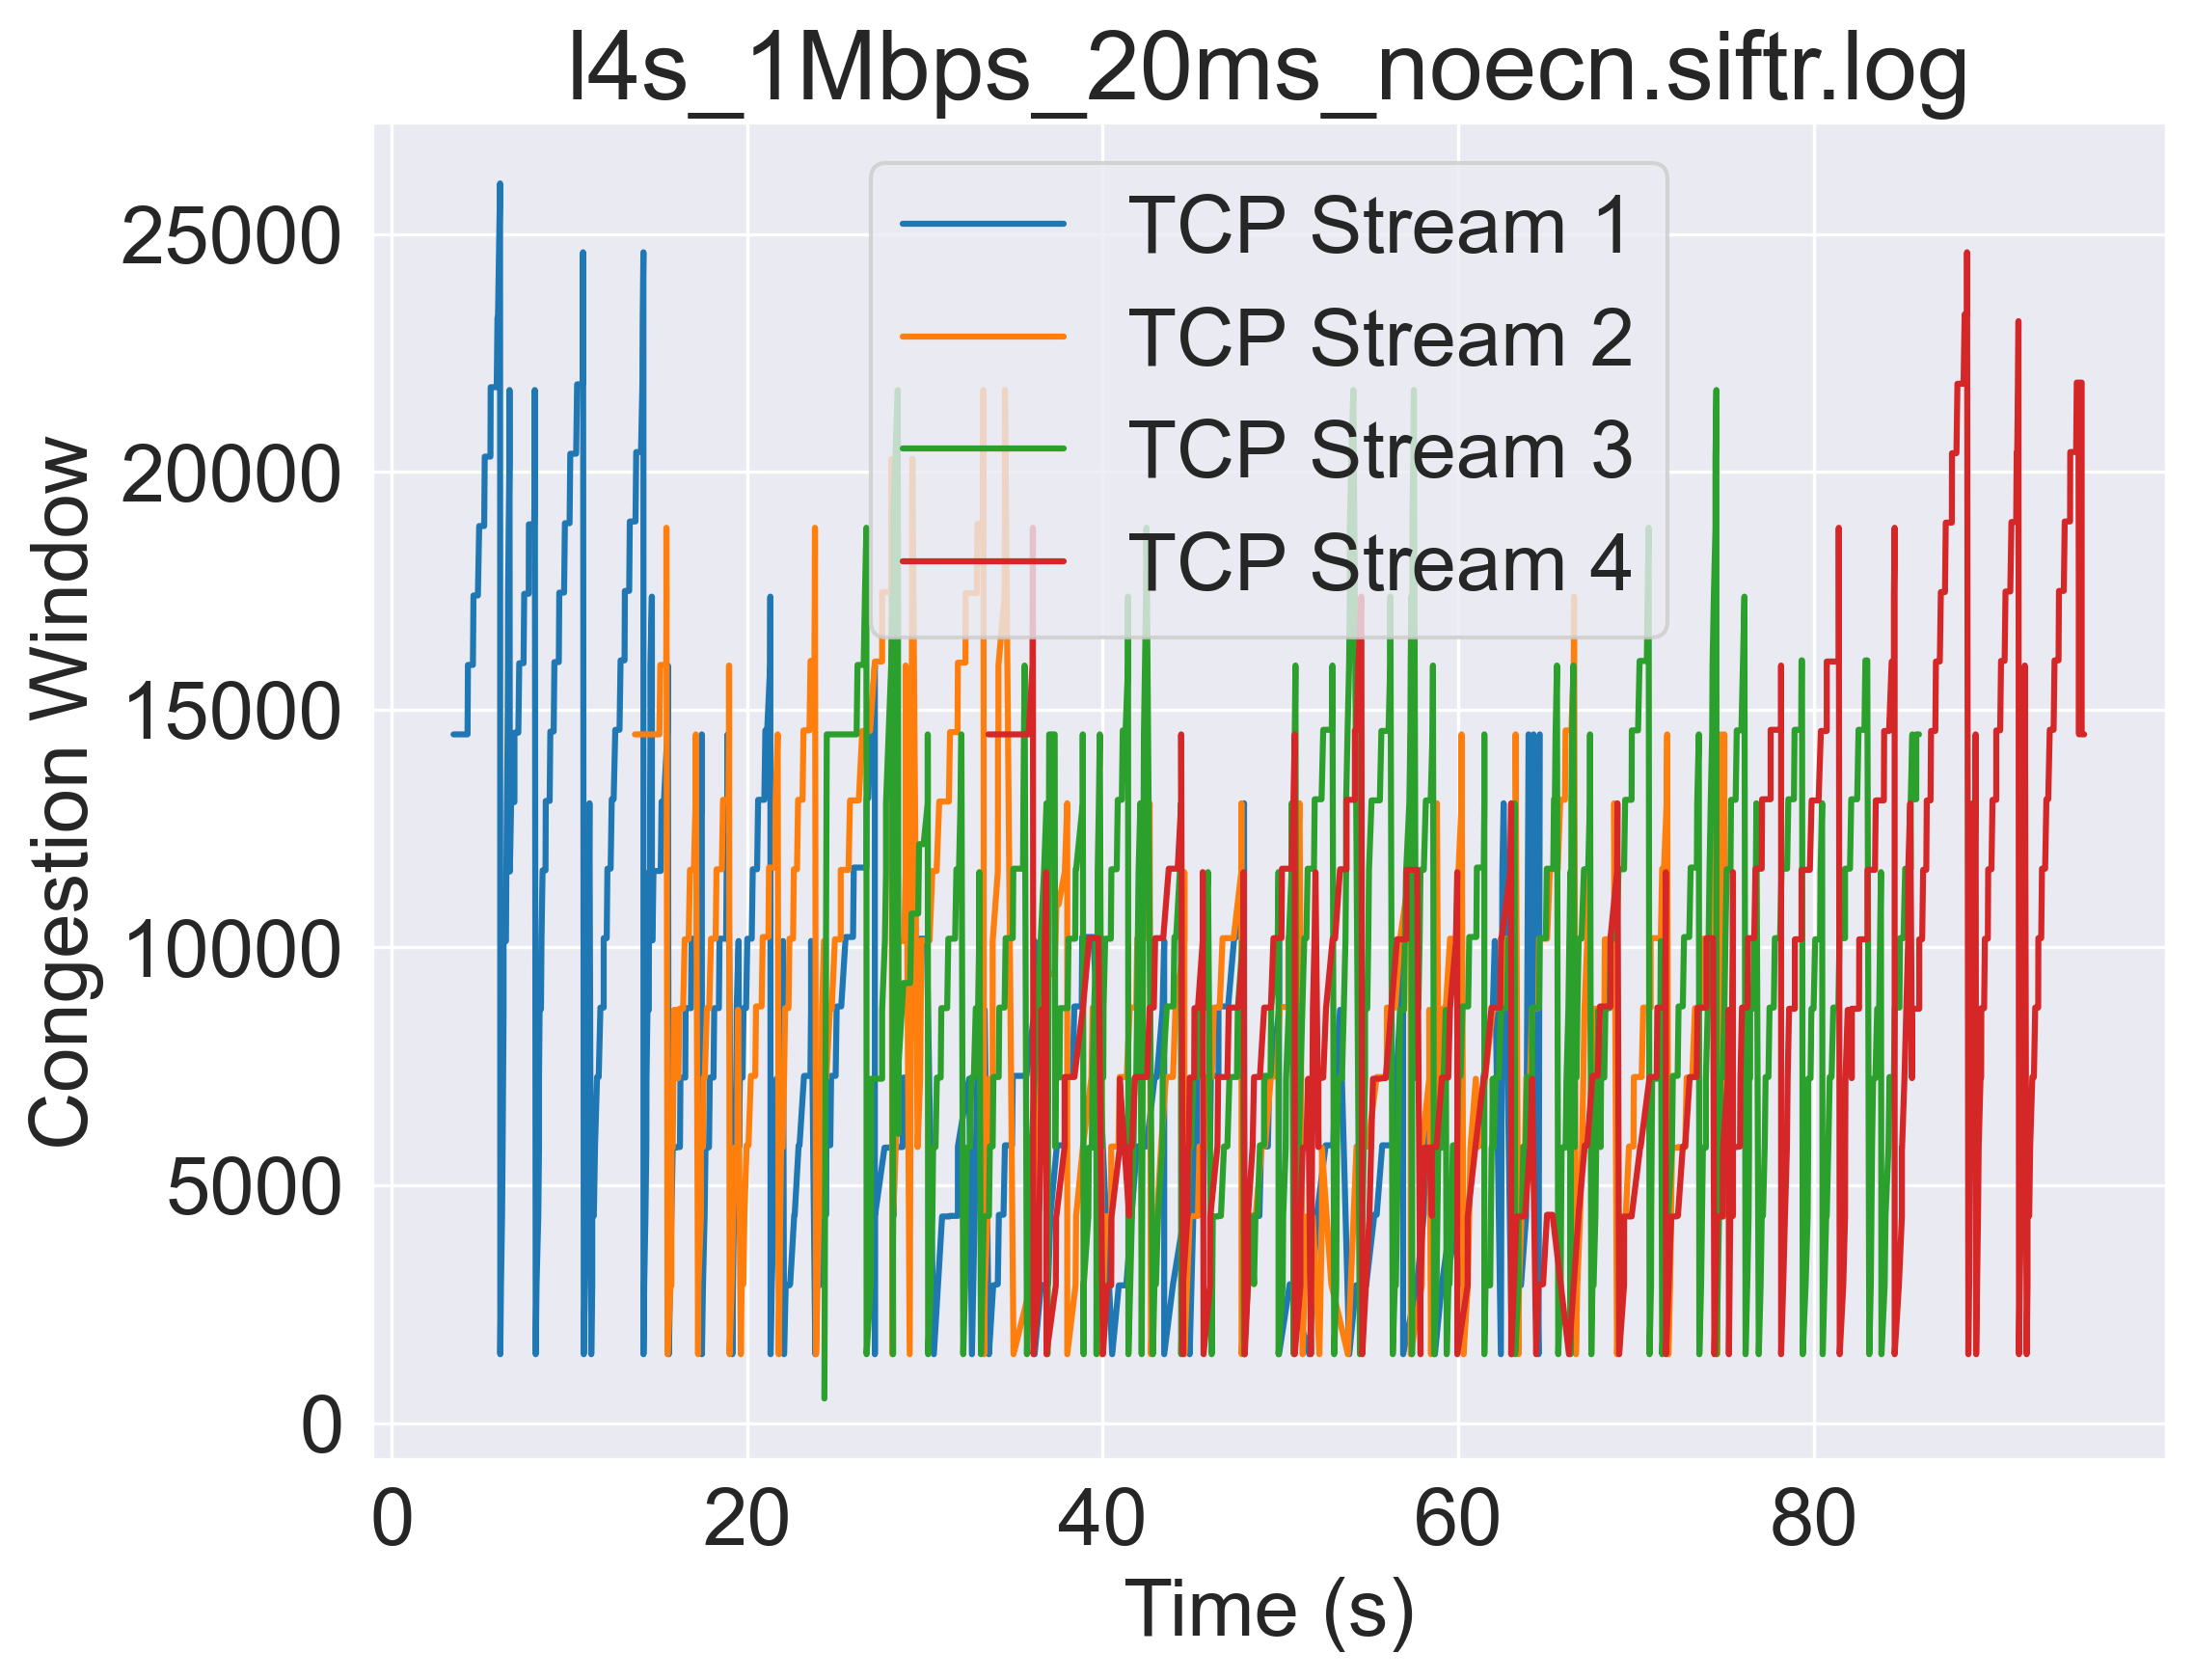 l4s_1Mbps_20ms_noecn.siftr.log
Congestion Window
25000
20000
15000
10000
5000
0
TCP Stream 1
TCP Stream 2
TCP Stream 3
TCP Stream 4
0 20 40 60 80
Time (s)